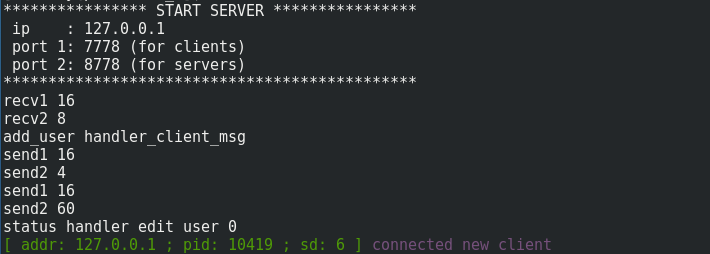 **************** START SERVER ****************
 ip    : 127.0.0.1
 port 1: 7778 (for clients)
 port 2: 8778 (for servers)
**********************************************
recv1 16
recv2 8
add_user handler_client_msg
send1 16
send2 4
send1 16
send2 60
status handler edit user 0
[ addr: 127.0.0.1 ; pid: 10419 ; sd: 6 ] connected new client